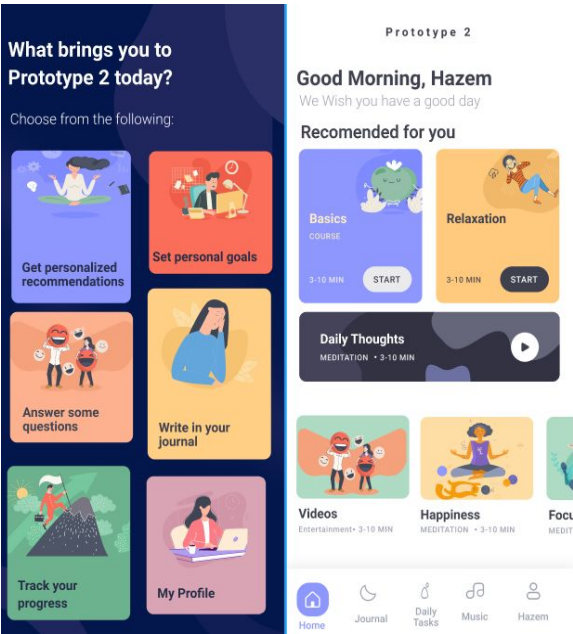 What brings you to
Prototype 2 today?
Choose from the following:
Get personalized
recommendations
Set personal goals
Answer some
questions
Write in your
journal
Track your
progress
My Profile
Prototype 2
Good Morning, Hazem
We Wish you have a good day
Recomended for you
Basics
COURSE
3-10 MIN
START
Relaxation
3-10 MIN
START
Daily Thoughts
MEDITATION • 3-10 MIN
Videos
Entertainment• 3-10 MIN
Happiness
MEDITATION • 3-10 MIN
Focu
MEDIT
Home
Journal
Daily
Tasks
Music
Hazem